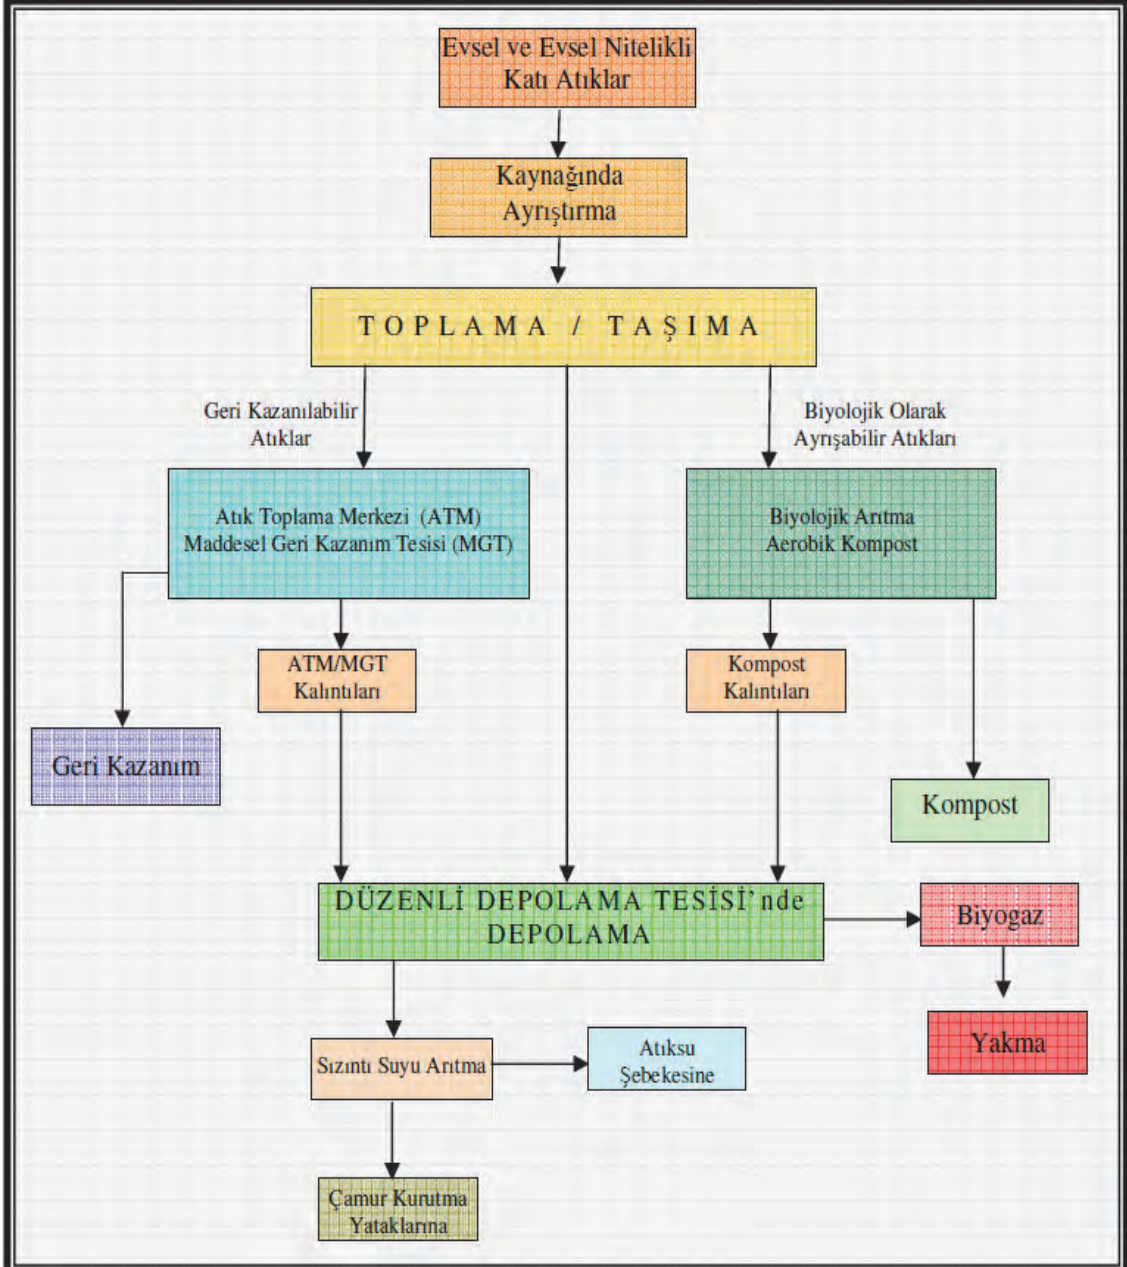 Evsel ve Evsel Nitelikli
Katı Atıklar
Kaynağında
Ayrıştırma
TOPLAMA / TAŞIMA
Geri Kazanılabilir
Atıklar
Biyolojik Olarak
Ayrışabilir Atıkları
Atık Toplama Merkezi (ATM)
Maddesel Geri Kazanım Tesisi (MGT)
Biyolojik Arıtma
Aerobik Kompost
ATM/MGT
Kalıntıları
Kompost
Kalıntıları
Geri Kazanım
Kompost
DÜZENLİ DEPOLAMA TESİSİ'nde
DEPOLAMA
Biyogaz
Yakma
Sızıntı Suyu Arıtma
Atıksu
Şebekesine
Çamur Kurutma
Yataklarına